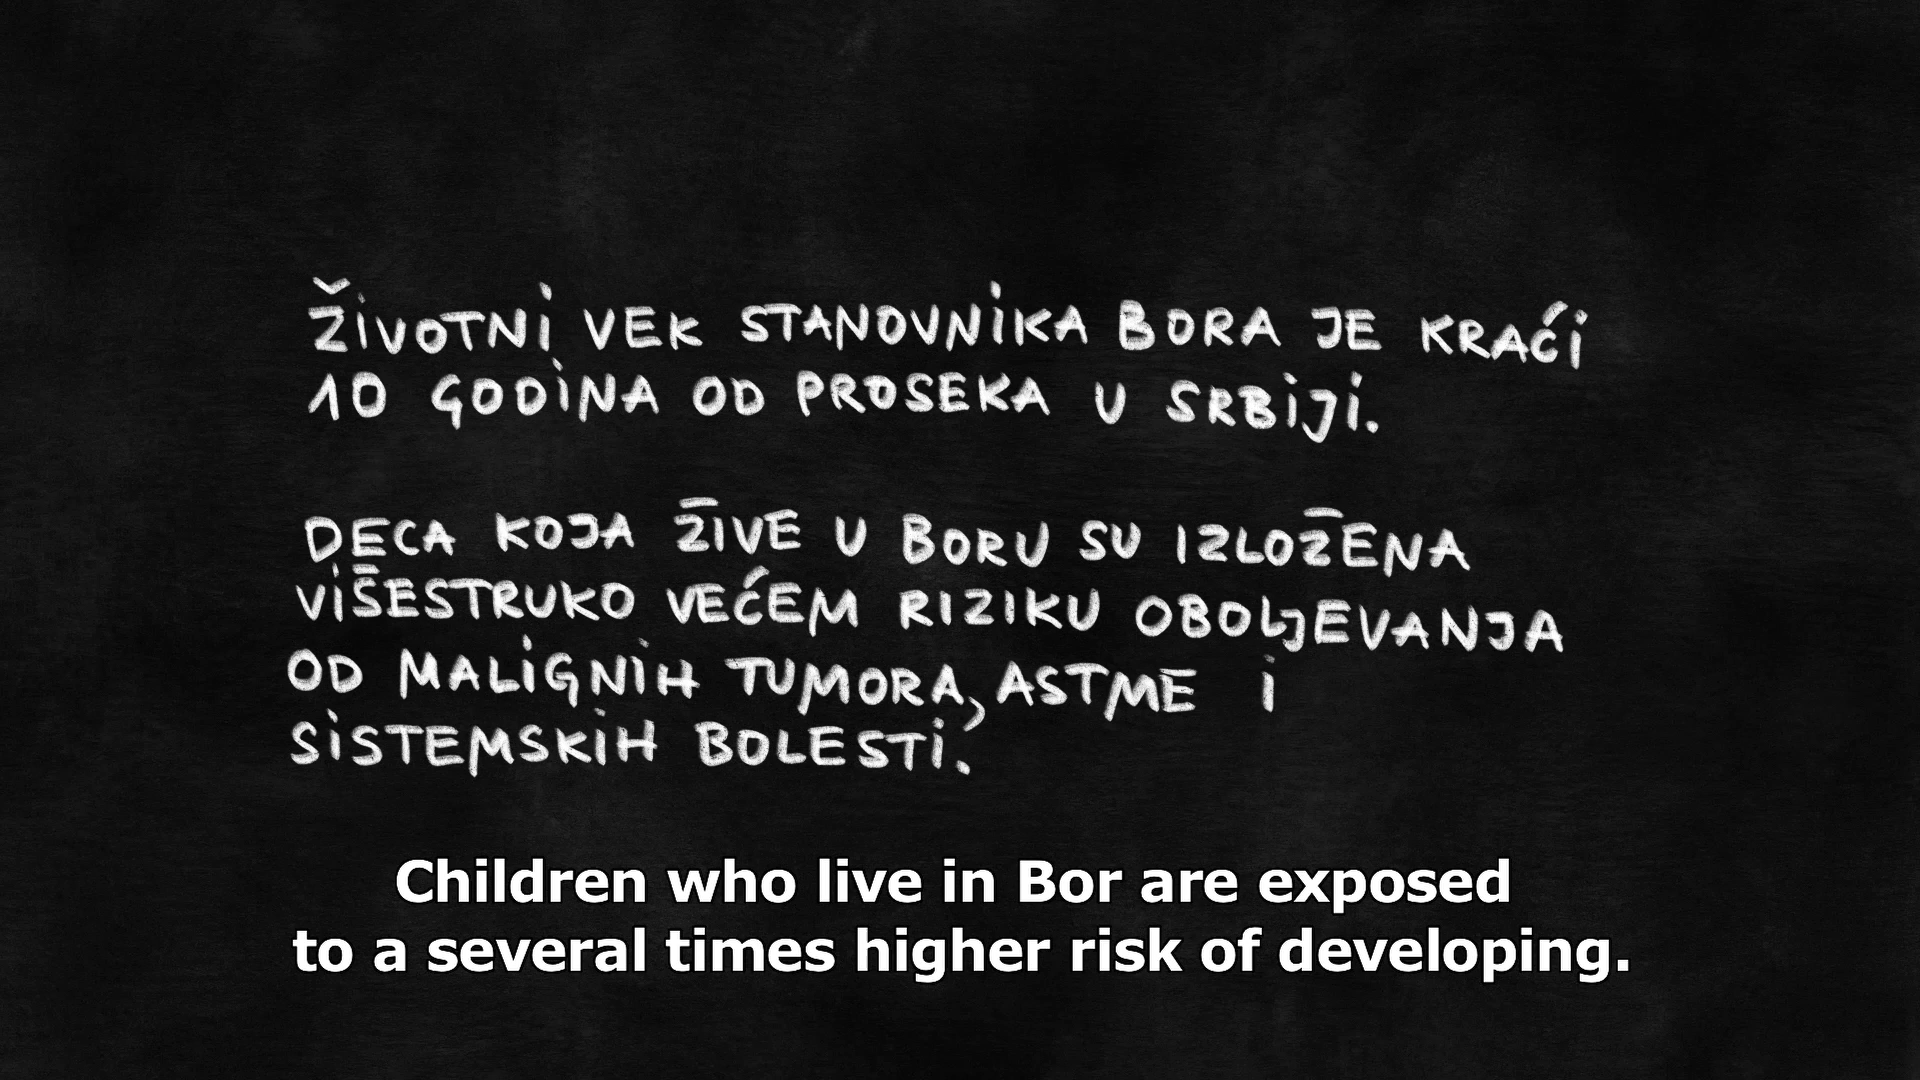 ŽIVOTNI VEK STANOVNIKA BORA JE KRAĆI
10 GODINA OD PROSEKA U SRBIJI.
DECA KOJA ŽIVE U BORU SU IZLOŽENA
VIŠESTRUKO VEĆEM RIZIKU OBOLJEVANJA
OD MALIGNIH TUMORA, ASTME I
SISTEMSKIH BOLESTI.
Children who live in Bor are exposed
to a several times higher risk of developing.